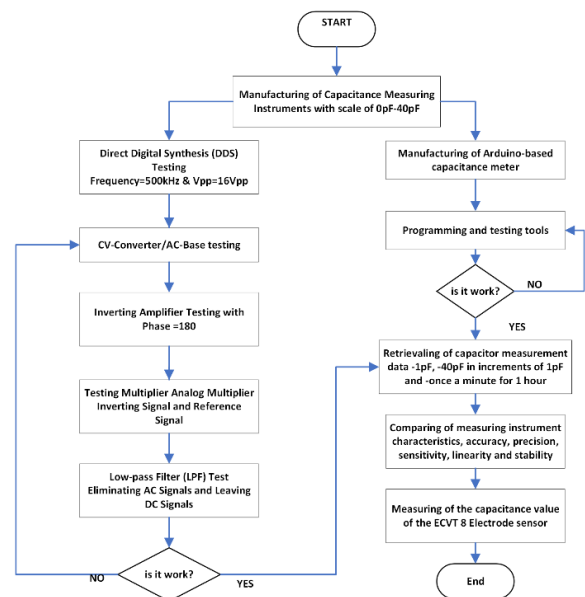 START
Manufacturing of Capacitance Measuring
Instruments with scale of 0pF-40pF
Direct Digital Synthesis (DDS)
Testing
Frequency=500kHz & Vpp=16Vpp
CV-Converter/AC-Base testing
Inverting Amplifier Testing with
Phase =180
Testing Multiplier Analog Multiplier
Inverting Signal and Reference
Signal
Low-pass Filter (LPF) Test
Eliminating AC Signals and Leaving
DC Signals
is it work?
NO
YES
Manufacturing of Arduino-based
capacitance meter
Programming and testing tools
is it work?
NO
YES
Retrievaling of capacitor measurement
data -1pF, -40pF in increments of 1pF
and -once a minute for 1 hour
Comparing of measuring instrument
characteristics, accuracy, precision,
sensitivity, linearity and stability
Measuring of the capacitance value
of the ECVT 8 Electrode sensor
End